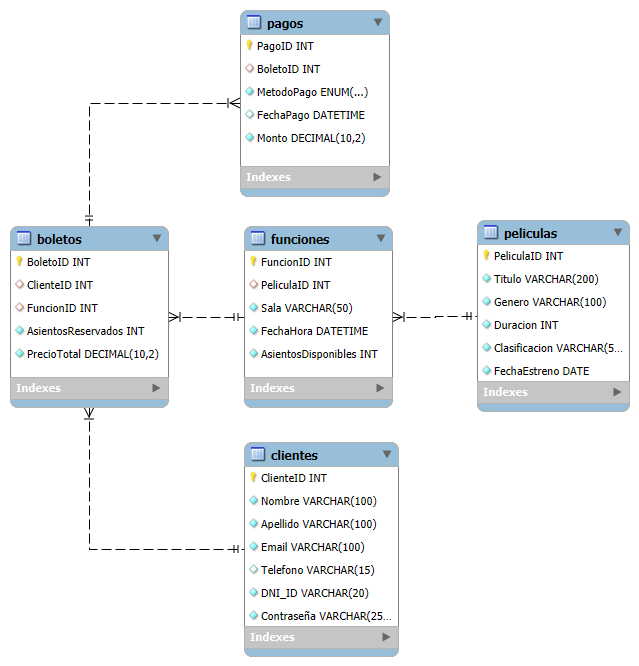 pagos
PagoID INT
BoletoID INT
MetodoPago ENUM(...)
FechaPago DATETIME
Monto DECIMAL(10,2)
Indexes
boletos
BoletoID INT
ClienteID INT
FuncionID INT
AsientosReservados INT
PrecioTotal DECIMAL(10,2)
Indexes
funciones
FuncionID INT
PeliculaID INT
Sala VARCHAR(50)
FechaHora DATETIME
AsientosDisponibles INT
Indexes
peliculas
PeliculaID INT
Titulo VARCHAR(200)
Genero VARCHAR(100)
Duracion INT
Clasificacion VARCHAR(5...
FechaEstreno DATE
Indexes
clientes
ClienteID INT
Nombre VARCHAR(100)
Apellido VARCHAR(100)
Email VARCHAR(100)
Telefono VARCHAR(15)
DNI_ID VARCHAR(20)
Contraseña VARCHAR(25...
Indexes